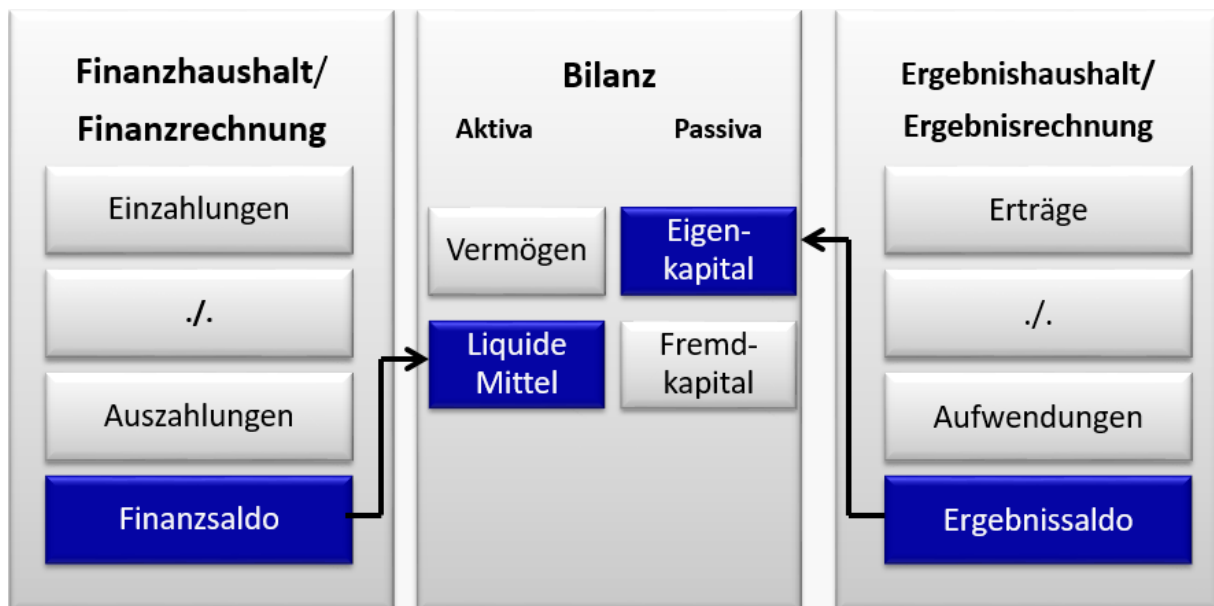 Finanzhaushalt/
Finanzrechnung
Einzahlungen
./.
Auszahlungen
Finanzsaldo
Bilanz
Aktiva
Passiva
Vermögen
Eigen-
kapital
Liquide
Mittel
Fremd-
kapital
Ergebnishaushalt/
Ergebnisrechnung
Erträge
./.
Aufwendungen
Ergebnissaldo